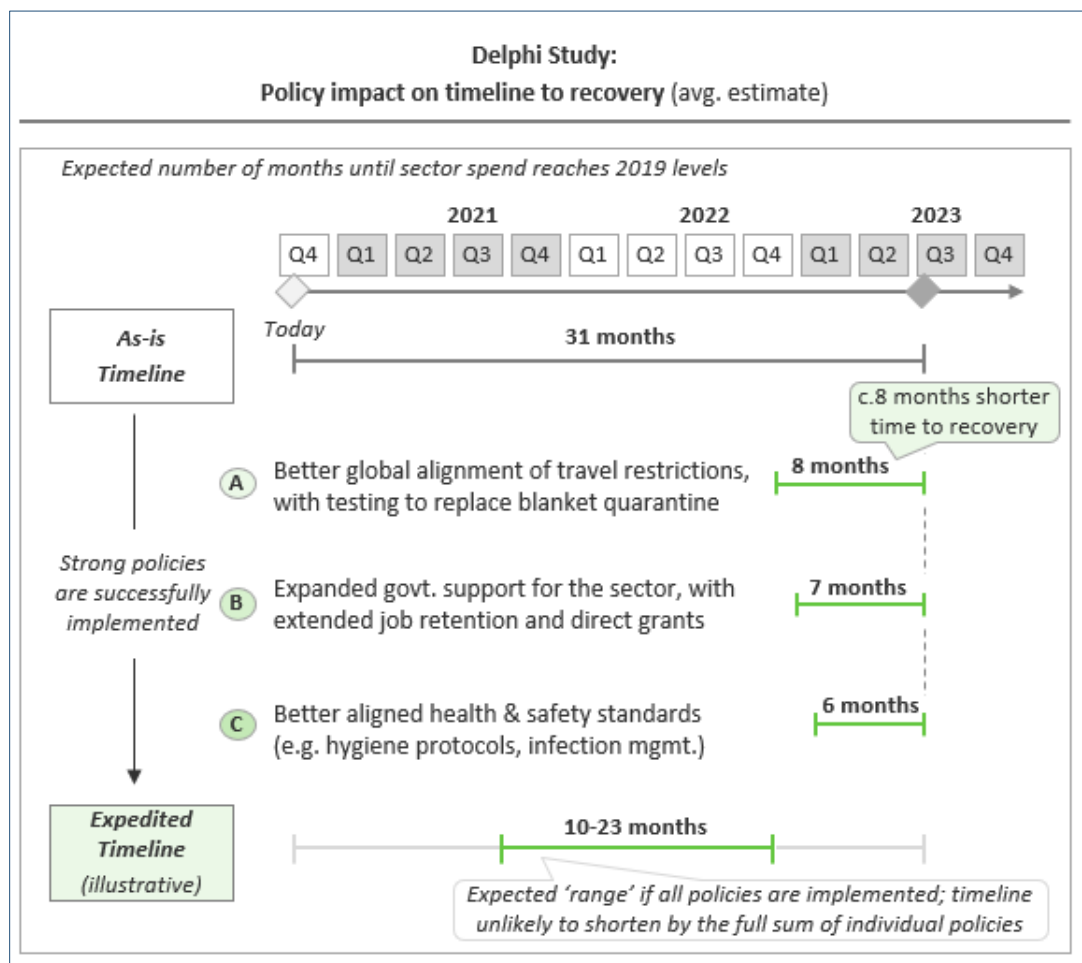 Delphi Study:
Policy impact on timeline to recovery (avg. estimate)
Expected number of months until sector spend reaches 2019 levels
2021 2022 2023
Q4 Q1 Q2 Q3 Q4 Q1 Q2 Q3 Q4 Q1 Q2 Q3 Q4
Today
As-is
Timeline
31 months
c.8 months shorter
time to recovery
A
Better global alignment of travel restrictions,
with testing to replace blanket quarantine
8 months
Strong policies
are successfully
implemented
B
Expanded govt. support for the sector, with
extended job retention and direct grants
7 months
C
Better aligned health & safety standards
(e.g. hygiene protocols, infection mgmt.)
6 months
Expedited
Timeline
(illustrative)
10-23 months
Expected ‘range’ if all policies are implemented; timeline
unlikely to shorten by the full sum of individual policies